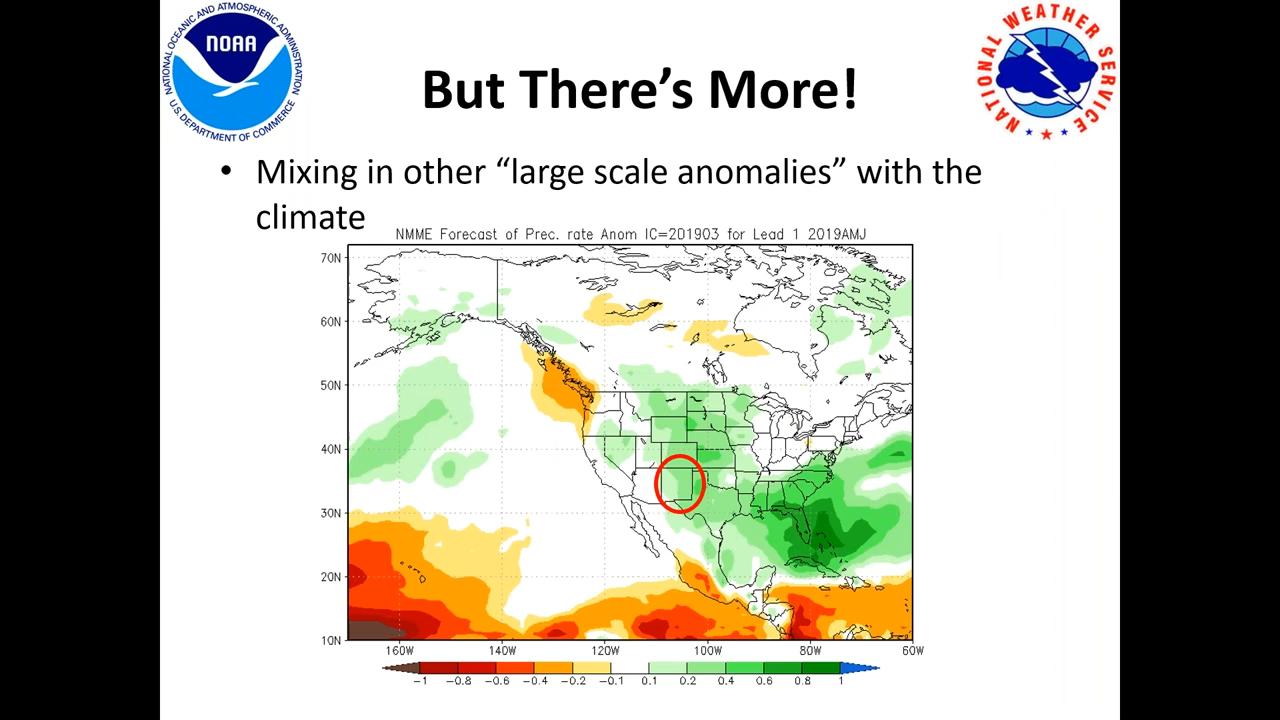 NATIONAL OCEANIC AND ATMOSPHERIC ADMINISTRATION
NOAA
U.S. DEPARTMENT OF COMMERCE
NATIONAL WEATHER SERVICE
But There’s More!
• Mixing in other “large scale anomalies” with the
climate
NMME Forecast of Prec. rate Anom IC=201903 for Lead 1 2019AMJ
70N
60N
50N
40N
30N
20N
10N
160W 140W 120W 100W 80W 60W
−1 −0.8 −0.6 −0.4 −0.2 −0.1 0.1 0.2 0.4 0.6 0.8 1